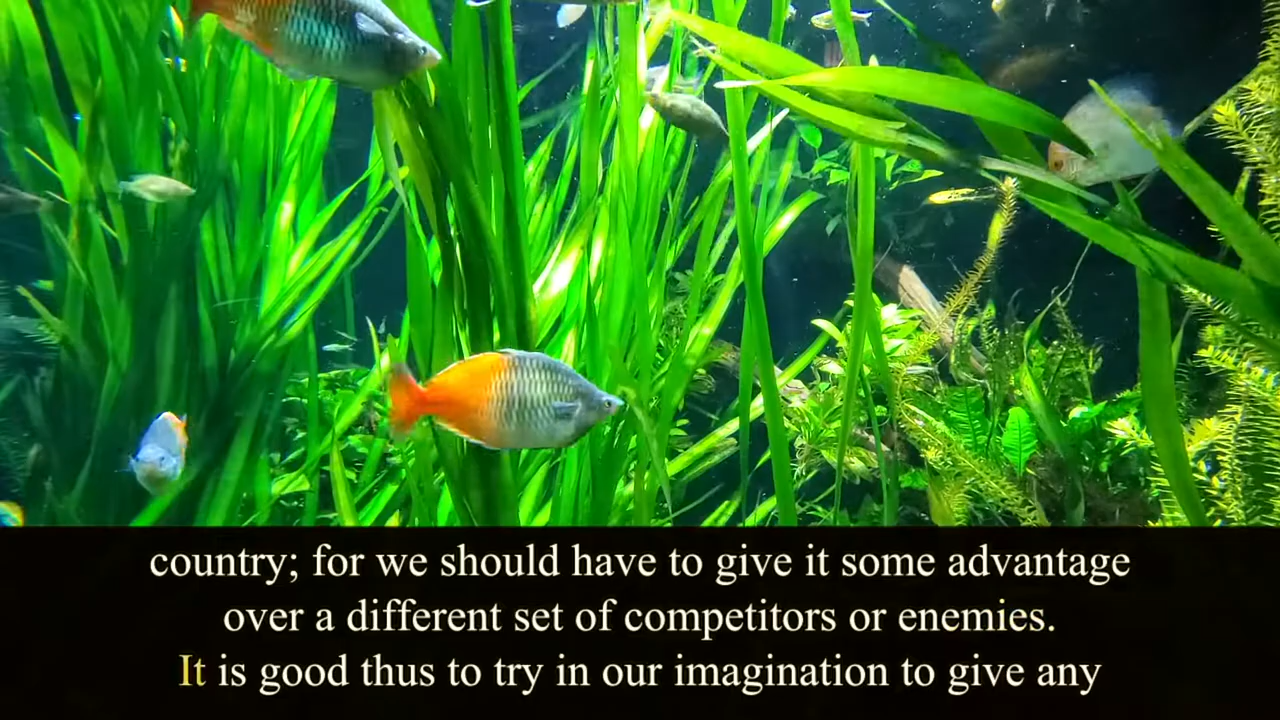 country; for we should have to give it some advantage
over a different set of competitors or enemies.
It is good thus to try in our imagination to give any